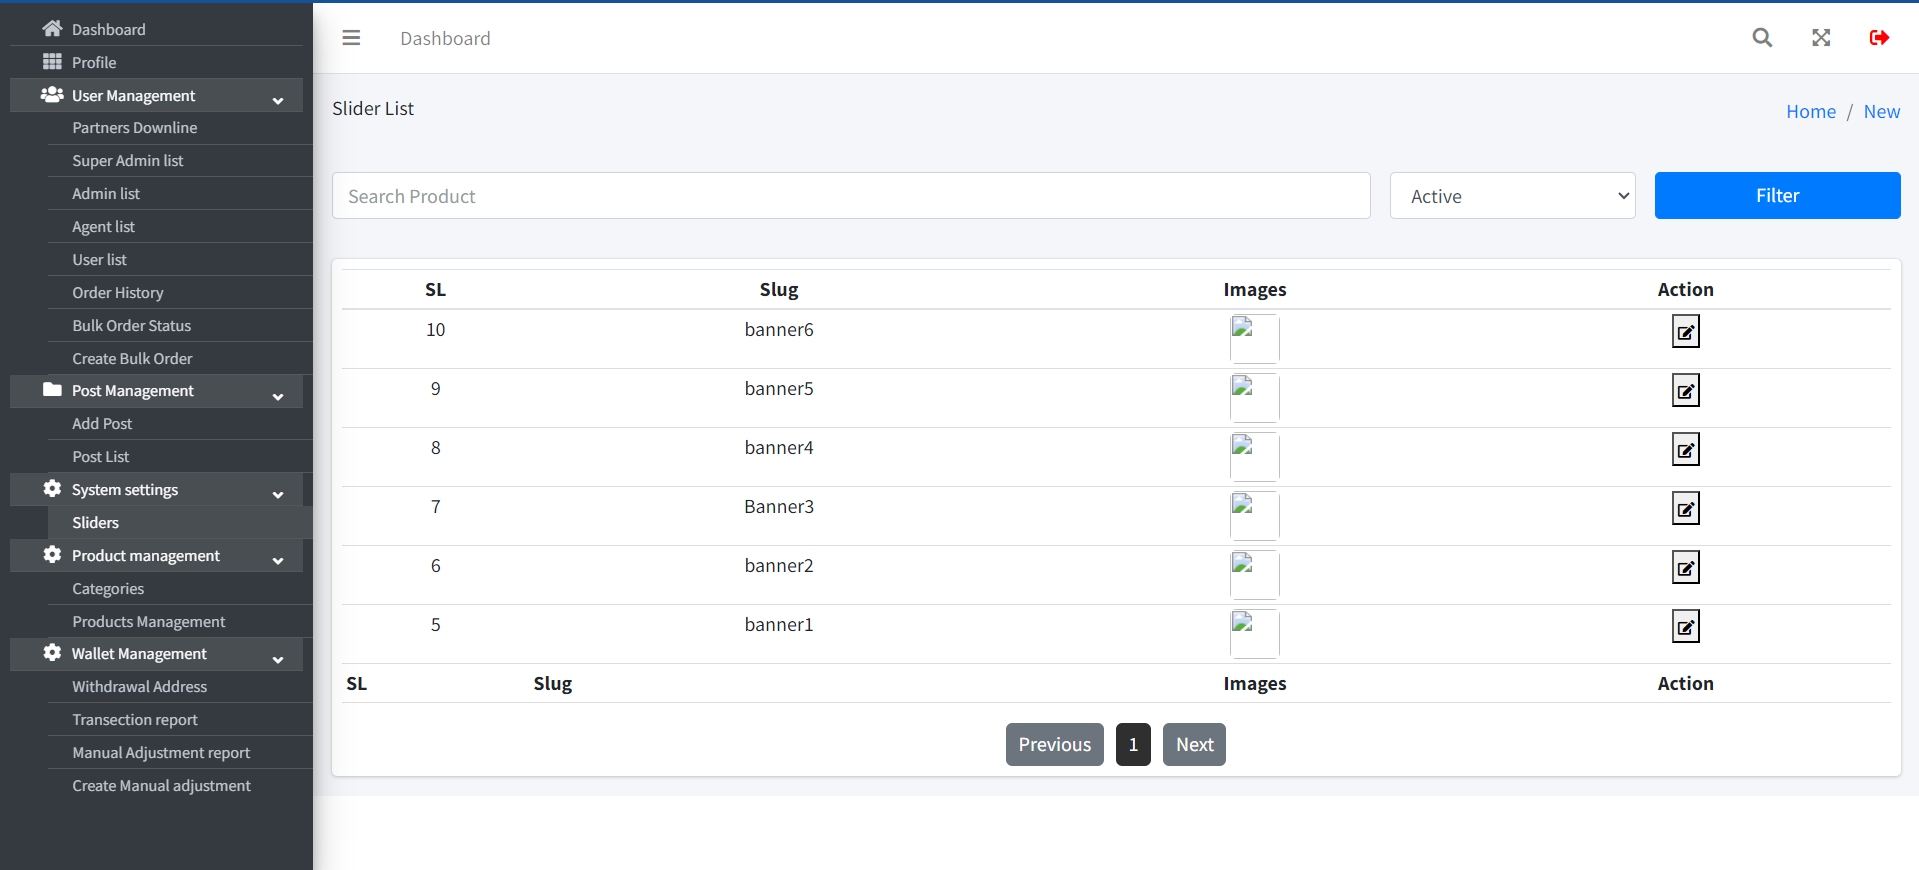 Dashboard
Profile
User Management
Partners Downline
Super Admin list
Admin list
Agent list
User list
Order History
Bulk Order Status
Create Bulk Order
Post Management
Add Post
Post List
System settings
Sliders
Product management
Categories
Products Management
Wallet Management
Withdrawal Address
Transection report
Manual Adjustment report
Create Manual adjustment
Dashboard
Slider List
Home / New
Search Product
Active
Filter
SL Slug Images Action
10 banner6
9 banner5
8 banner4
7 Banner3
6 banner2
5 banner1
SL Slug Images Action
Previous 1 Next